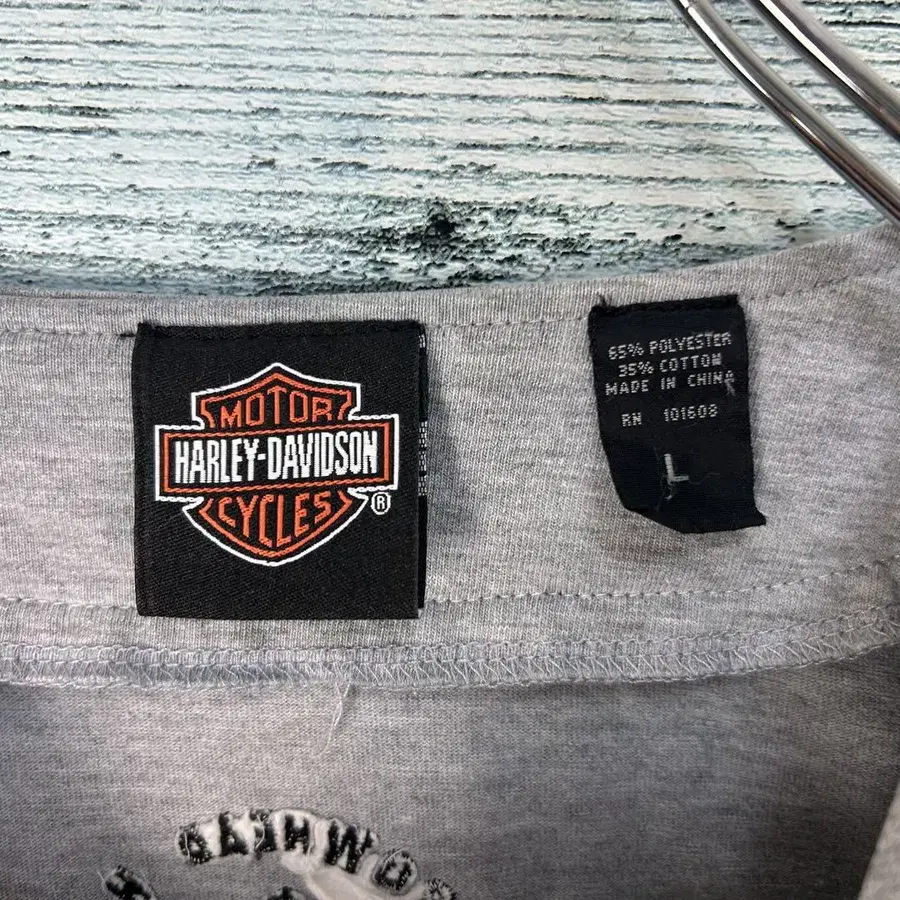 MOTOR
HARLEY-DAVIDSON
CYCLES
®
65% POLYESTER
35% COTTON
MADE IN CHINA
RN 101608
L